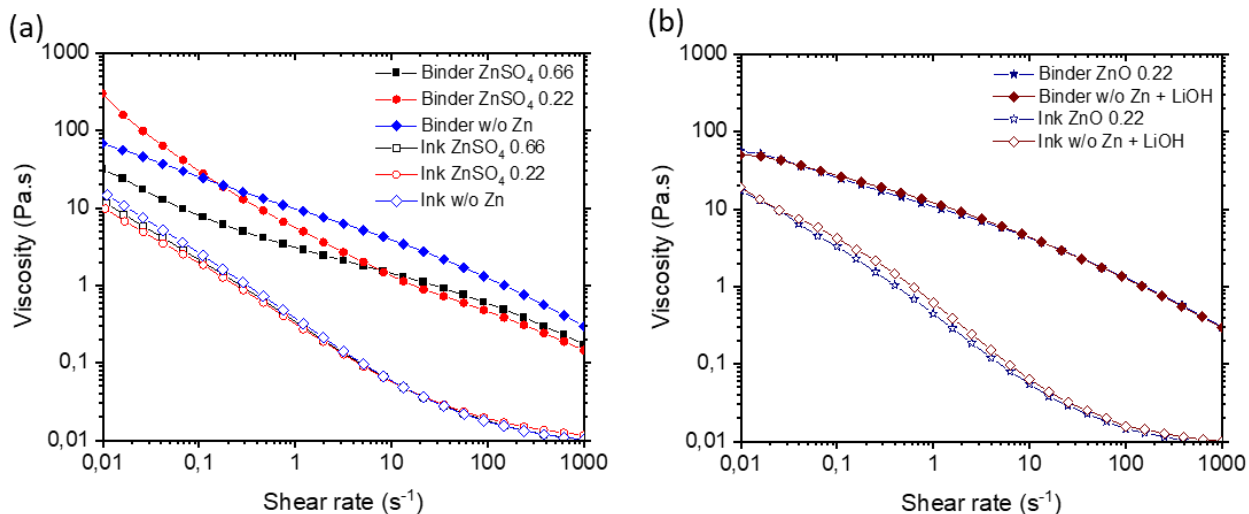 (a)
1000
100
10
1
0,1
0,01
Viscosity (Pa.s)
Binder ZnSO4 0.66
Binder ZnSO4 0.22
Binder w/o Zn
Ink ZnSO4 0.66
Ink ZnSO4 0.22
Ink w/o Zn
0,01 0,1 1 10 100 1000
Shear rate (s-1)
(b)
1000
100
10
1
0,1
0,01
Viscosity (Pa.s)
Binder ZnO 0.22
Binder w/o Zn + LiOH
Ink ZnO 0.22
Ink w/o Zn + LiOH
0,01 0,1 1 10 100 1000
Shear rate (s-1)